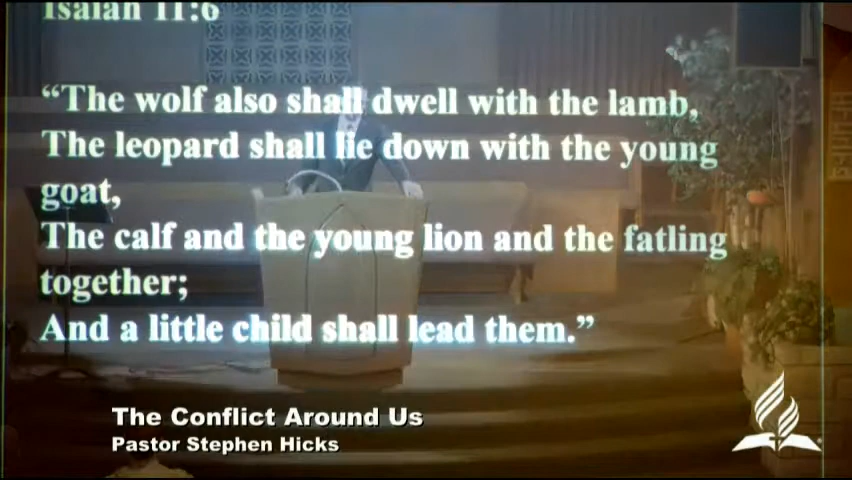 Isaiah 11:6
“The wolf also shall dwell with the lamb,
The leopard shall lie down with the young
goat,
The calf and the young lion and the fatling
together;
And a little child shall lead them.”
The Conflict Around Us
Pastor Stephen Hicks